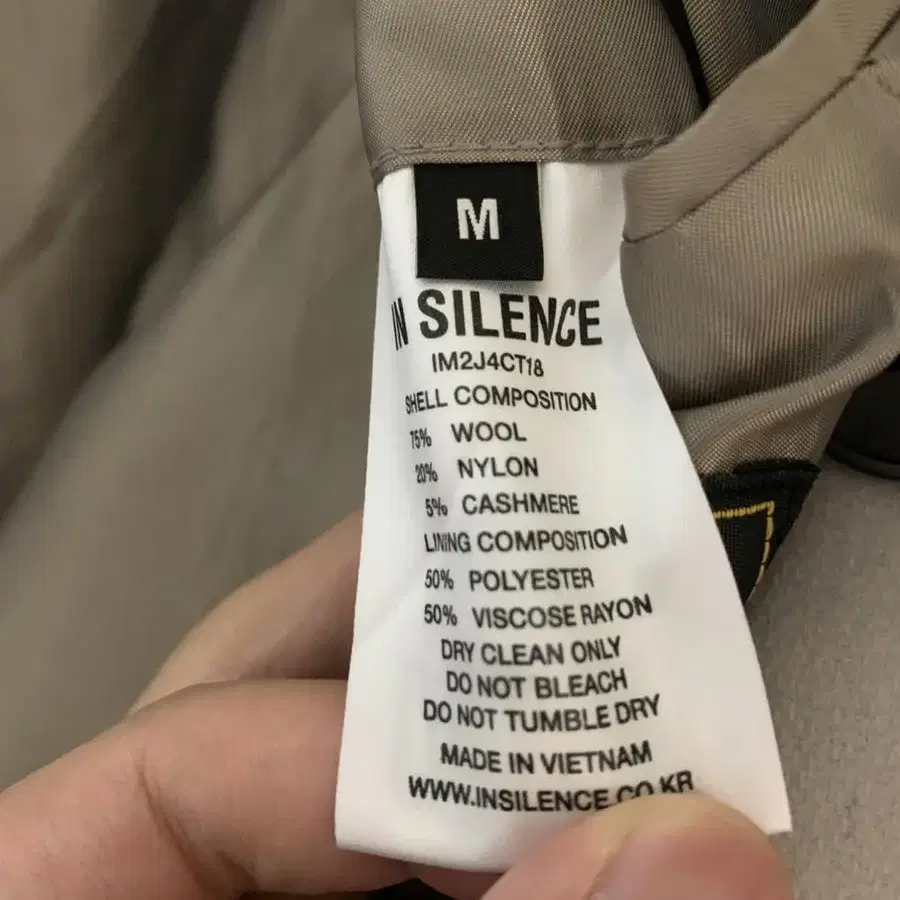 M
IN SILENCE
IM2J4CT18
SHELL COMPOSITION
75% WOOL
20% NYLON
5% CASHMERE
LINING COMPOSITION
50% POLYESTER
50% VISCOSE RAYON
DRY CLEAN ONLY
DO NOT BLEACH
DO NOT TUMBLE DRY
MADE IN VIETNAM
WWW.INSILENCE.CO.KR